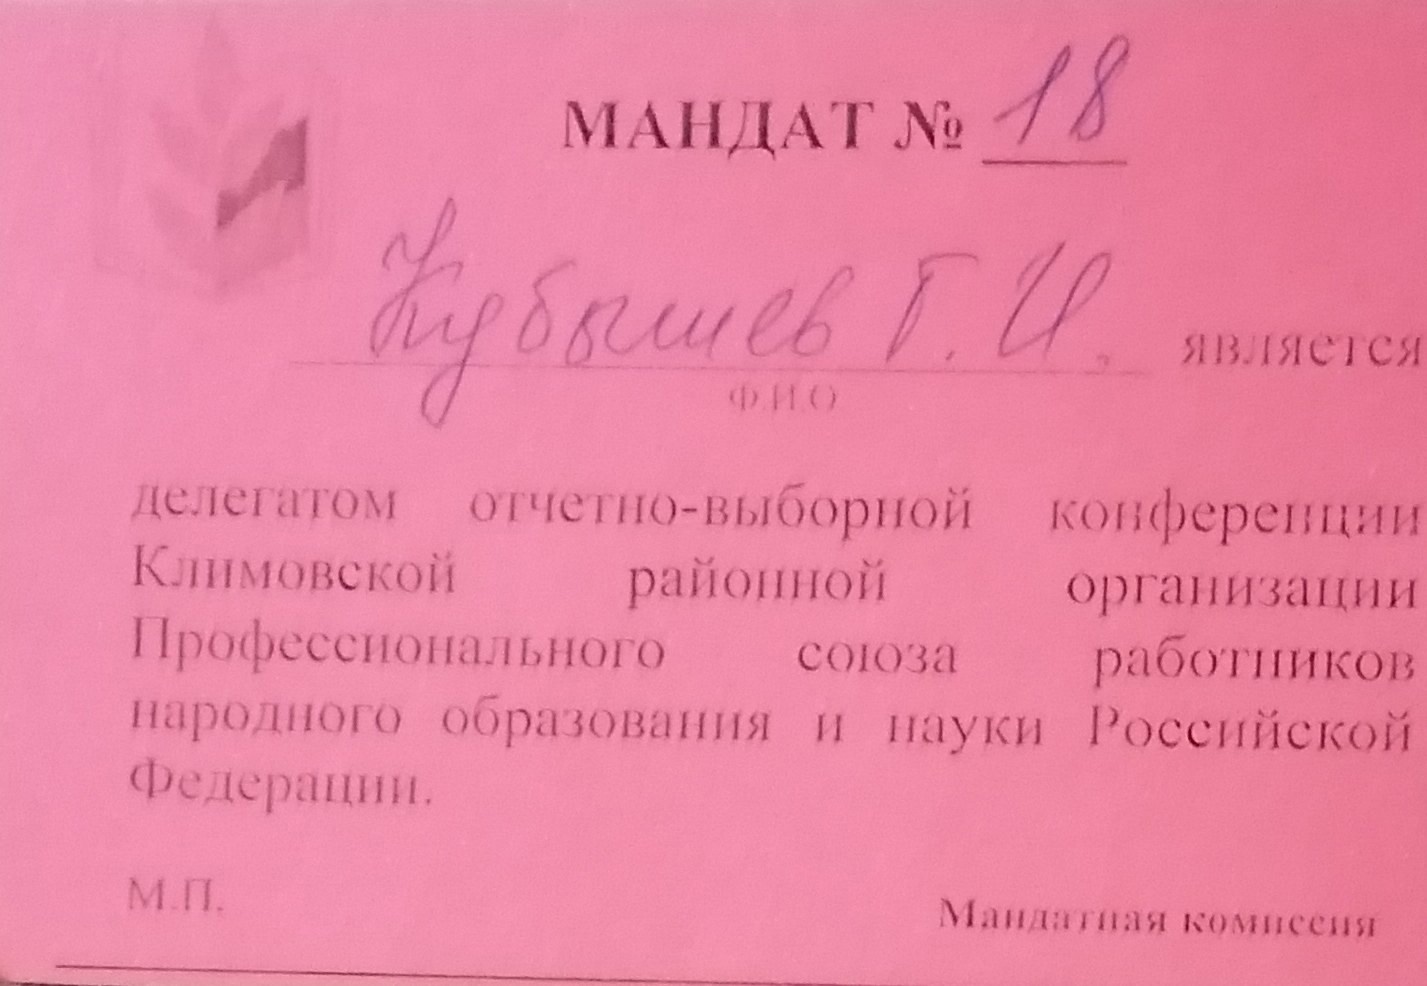 МАНДАТ № 18
Кубышев Г. И. является
Ф.И.О
делегатом отчетно-выборной конференции
Климовской районной организации
Профессионального союза работников
народного образования и науки Российской
Федерации.
М.П.
Мандатная комиссия